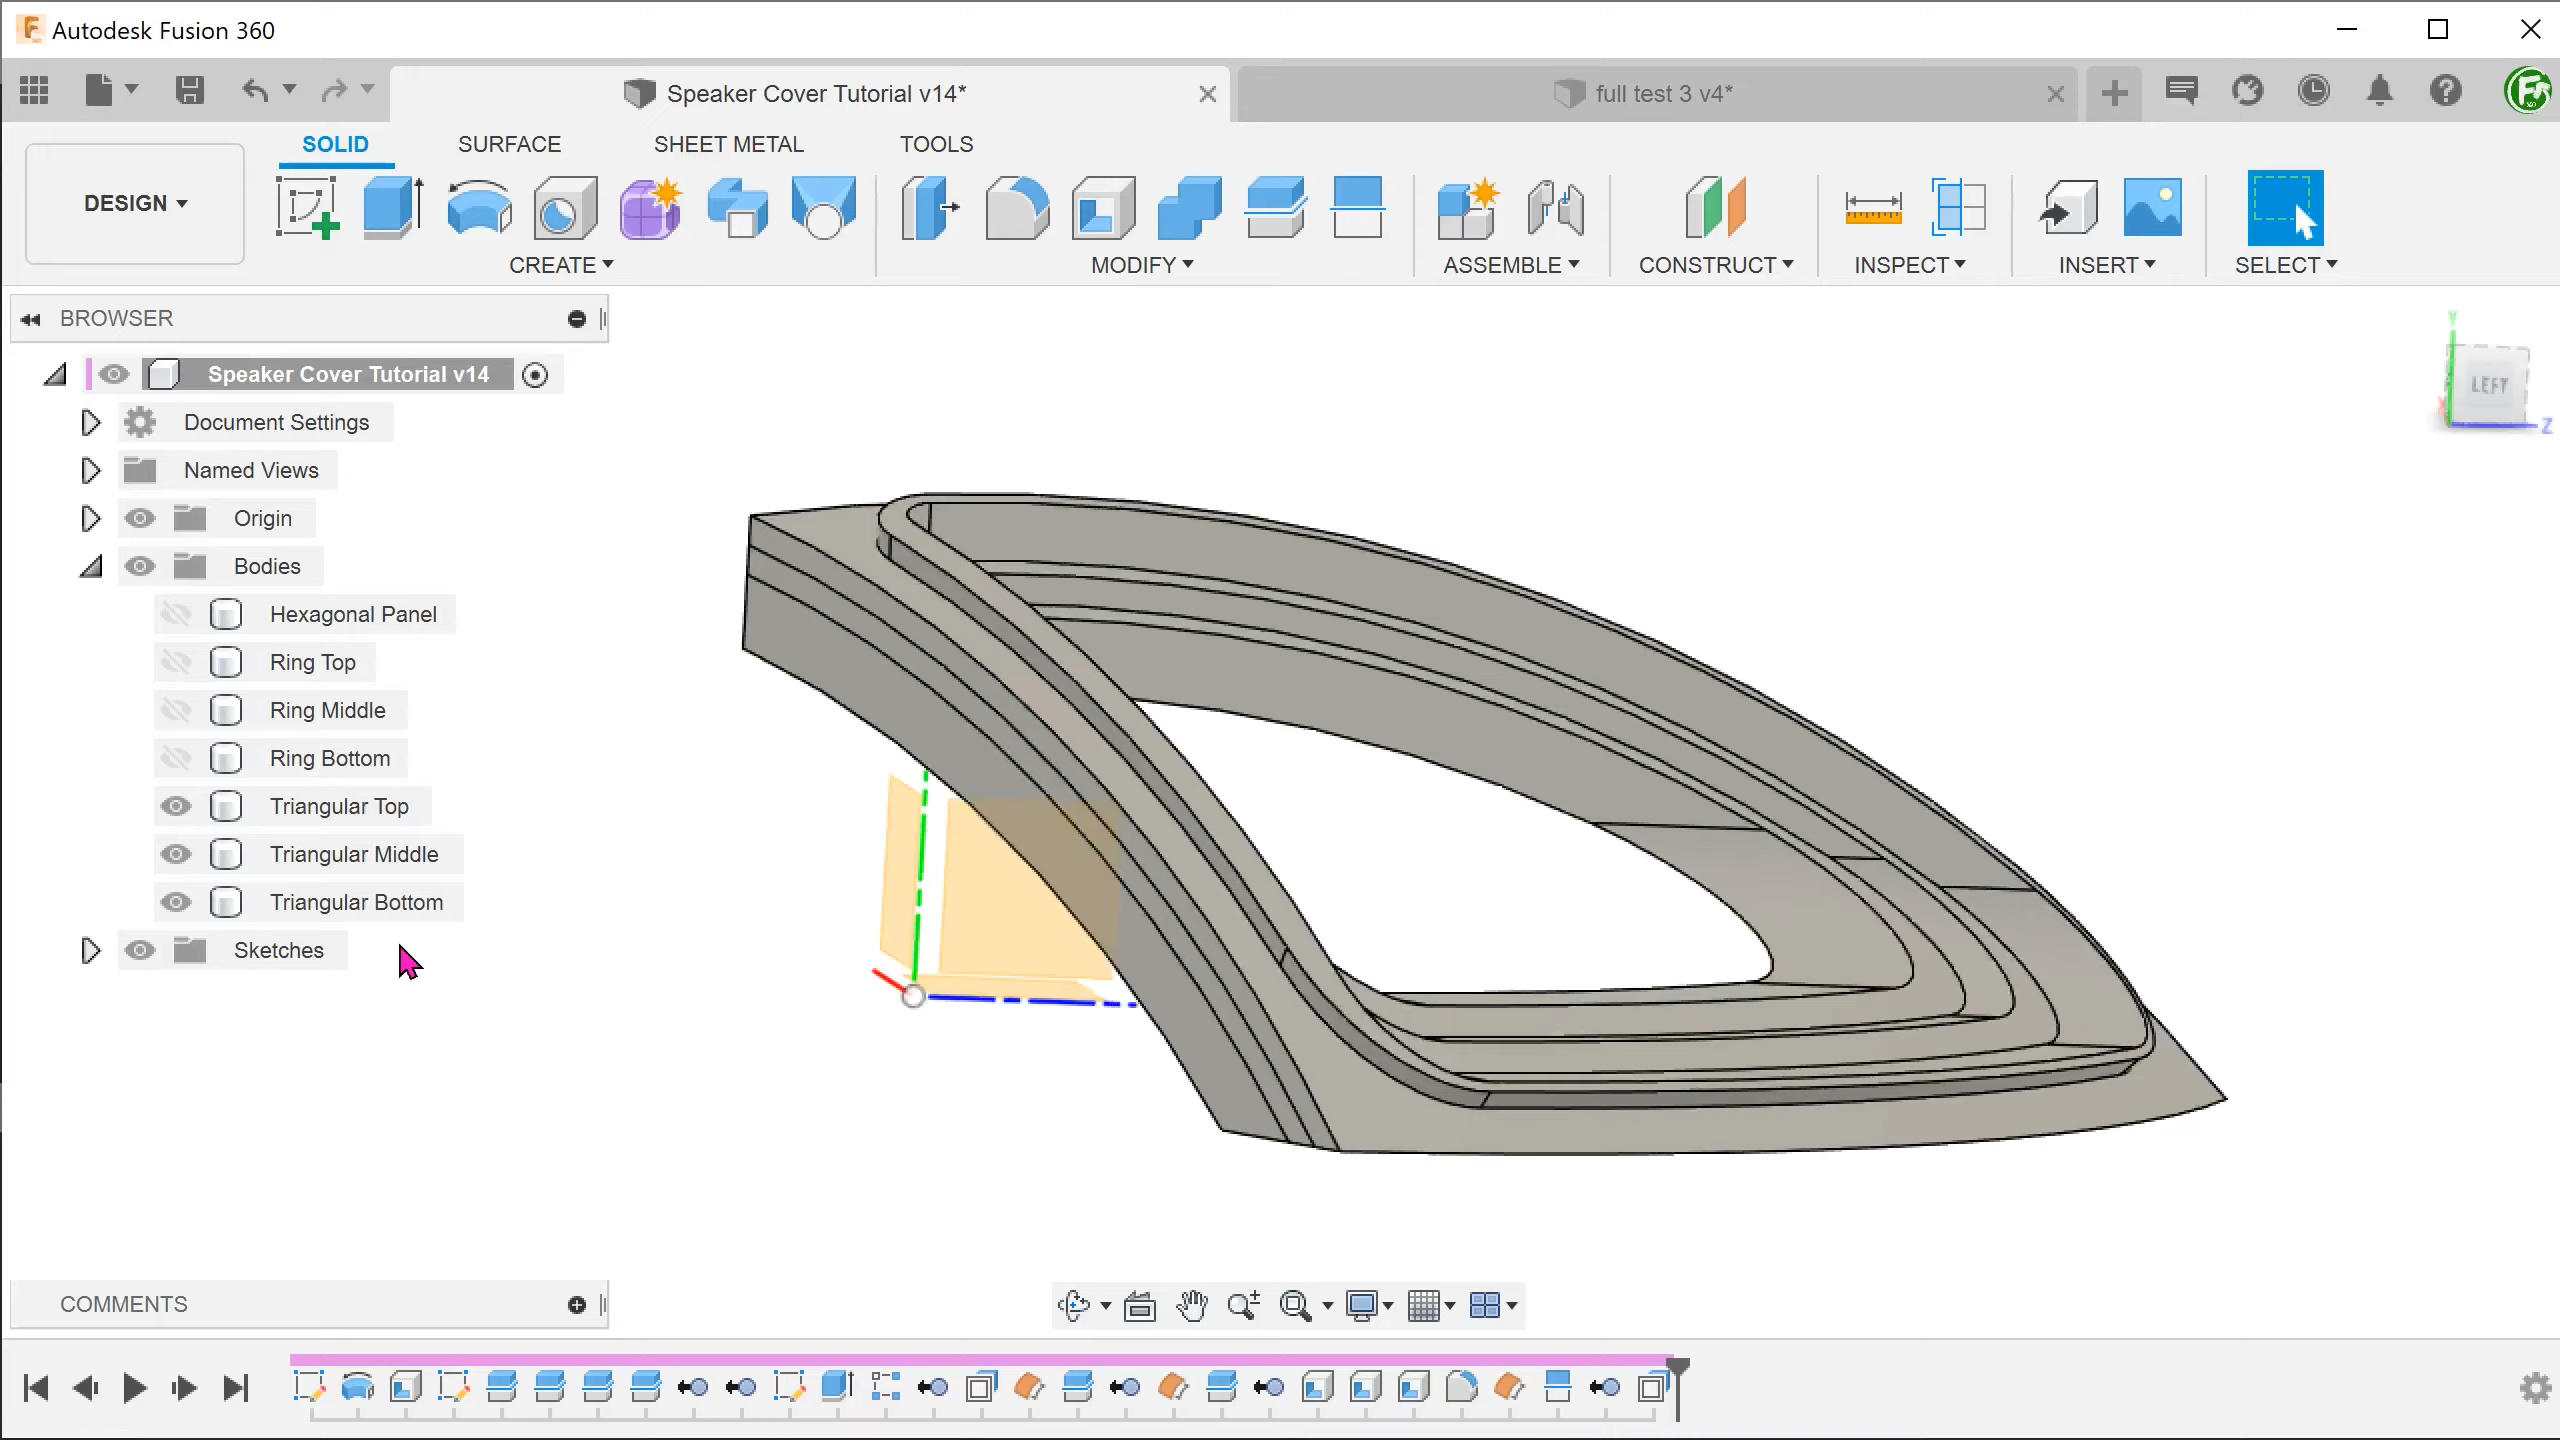 Autodesk Fusion 360
Speaker Cover Tutorial v14*
full test 3 v4*
SOLID
SURFACE
SHEET METAL
TOOLS
DESIGN
CREATE
MODIFY
ASSEMBLE
CONSTRUCT
INSPECT
INSERT
SELECT
BROWSER
Speaker Cover Tutorial v14
Document Settings
Named Views
Origin
Bodies
Hexagonal Panel
Ring Top
Ring Middle
Ring Bottom
Triangular Top
Triangular Middle
Triangular Bottom
Sketches
Y
LEFT
X
Z
COMMENTS